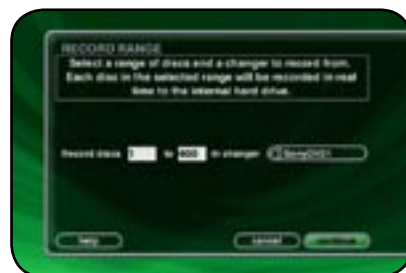 RECORD RANGE
Select a range of discs and a changer to record from.
Each disc in the selected range will be recorded in real
time to the internal hard drive.
Record discs 1 to 400 in changer
help cancel